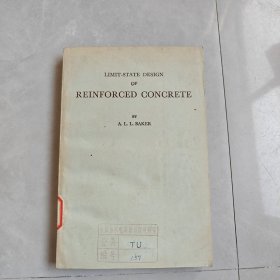 LIMIT-STATE DESIGN
OF
REINFORCED CONCRETE
BY
A. L. L. BAKER
TU